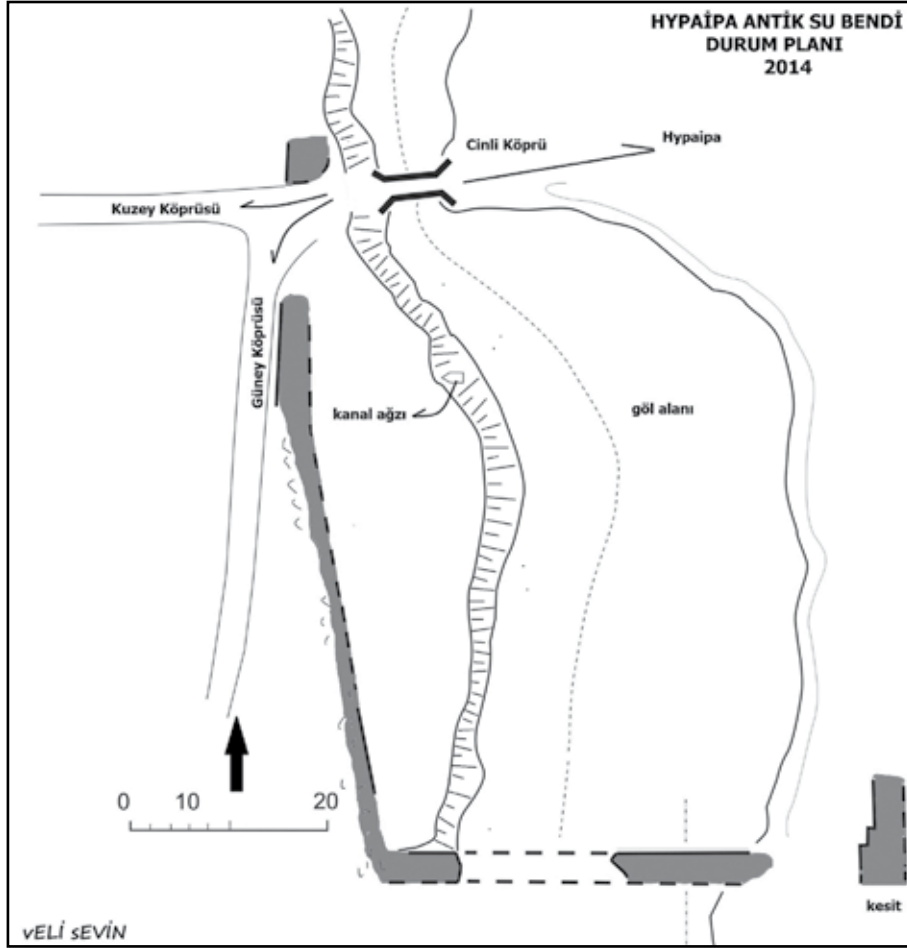 HYPAİPA ANTİK SU BENDİ
DURUM PLANI
2014
Cinli Köprü
Hypaipa
Kuzey Köprüsü
Güney Köprüsü
kanal ağzı
göl alanı
0 10 20
kesit
vELİ sEVİN